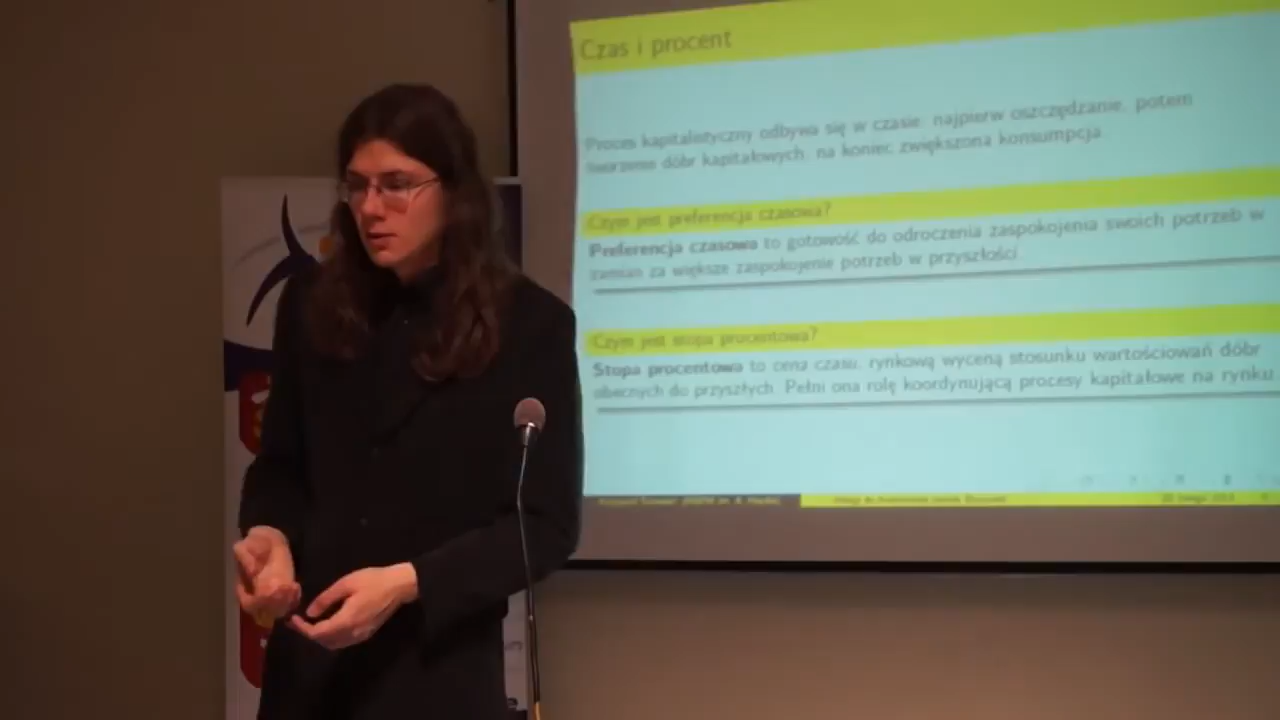 Czas i procent
Proces kapitalistyczny odbywa się w czasie: najpierw oszczędzanie, potem
tworzenie dóbr kapitałowych, na koniec zwiększona konsumpcja.
Czym jest preferencja czasowa?
Preferencja czasowa to gotowość do odroczenia zaspokojenia swoich potrzeb w
zamian za większe zaspokojenie potrzeb w przyszłości.
Czym jest stopa procentowa?
Stopa procentowa to cena czasu, rynkową wyceną stosunku wartościowań dóbr
obecnych do przyszłych. Pełni ona rolę koordynującą procesy kapitałowe na rynku.